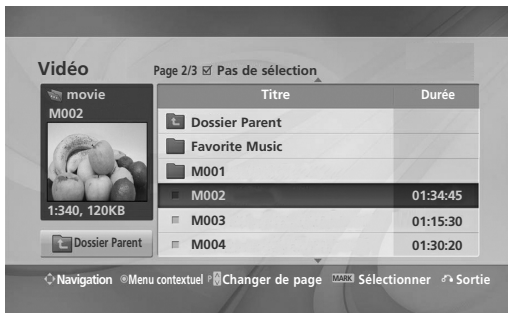 Vidéo
Page 2/3 ☑ Pas de sélection
movie
M002
1:340, 120KB
Dossier Parent
Titre Durée
Dossier Parent
Favorite Music
M001
M002 01:34:45
M003 01:15:30
M004 01:30:20
Navigation Menu contextuel P Changer de page MARK Sélectionner Sortie